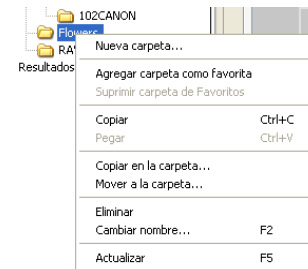 102CANON
Flowers
RA
Resultados
Nueva carpeta...
Agregar carpeta como favorita
Suprimir carpeta de Favoritos
Copiar Ctrl+C
Pegar Ctrl+V
Copiar en la carpeta...
Mover a la carpeta...
Eliminar
Cambiar nombre... F2
Actualizar F5